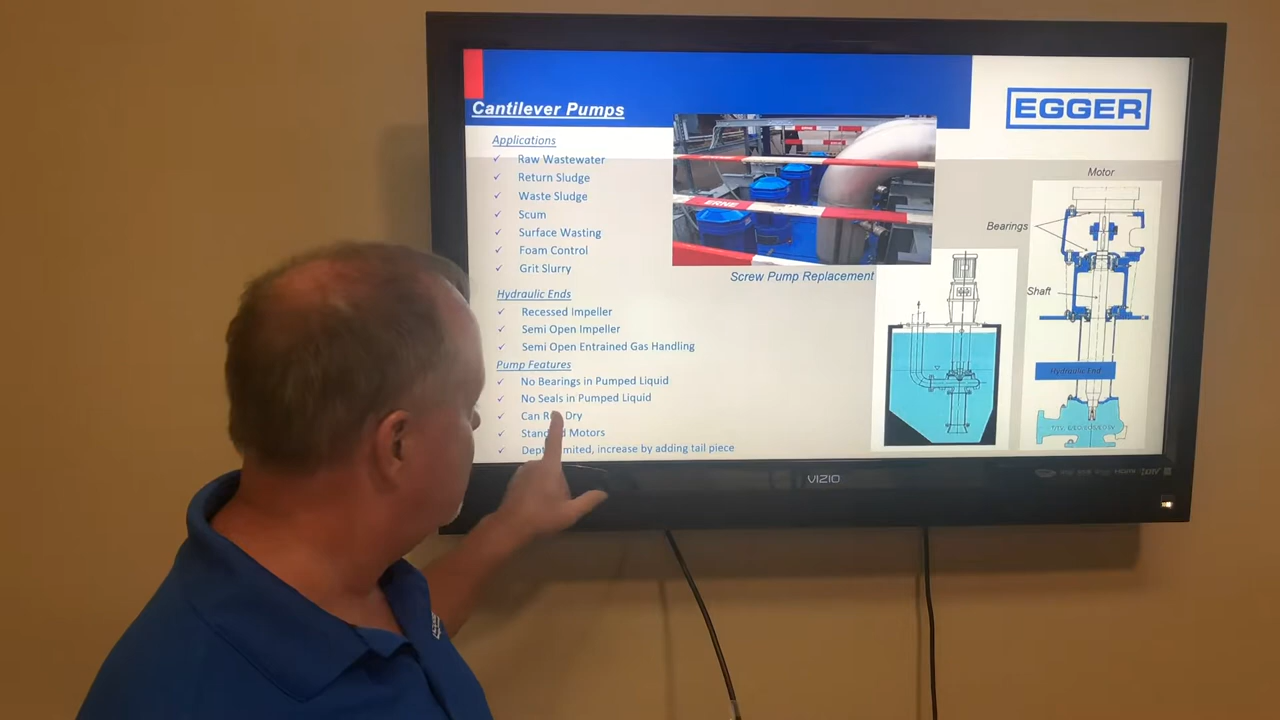 Cantilever Pumps
EGGER
Applications
Raw Wastewater
Return Sludge
Waste Sludge
Scum
Surface Wasting
Foam Control
Grit Slurry
ERNE
Screw Pump Replacement
Motor
Bearings
Shaft
Hydraulic End
Hydraulic Ends
Recessed Impeller
Semi Open Impeller
Semi Open Entrained Gas Handling
Pump Features
No Bearings in Pumped Liquid
No Seals in Pumped Liquid
Can Dry
Motors
limited, increase by adding tail piece
VIZIO